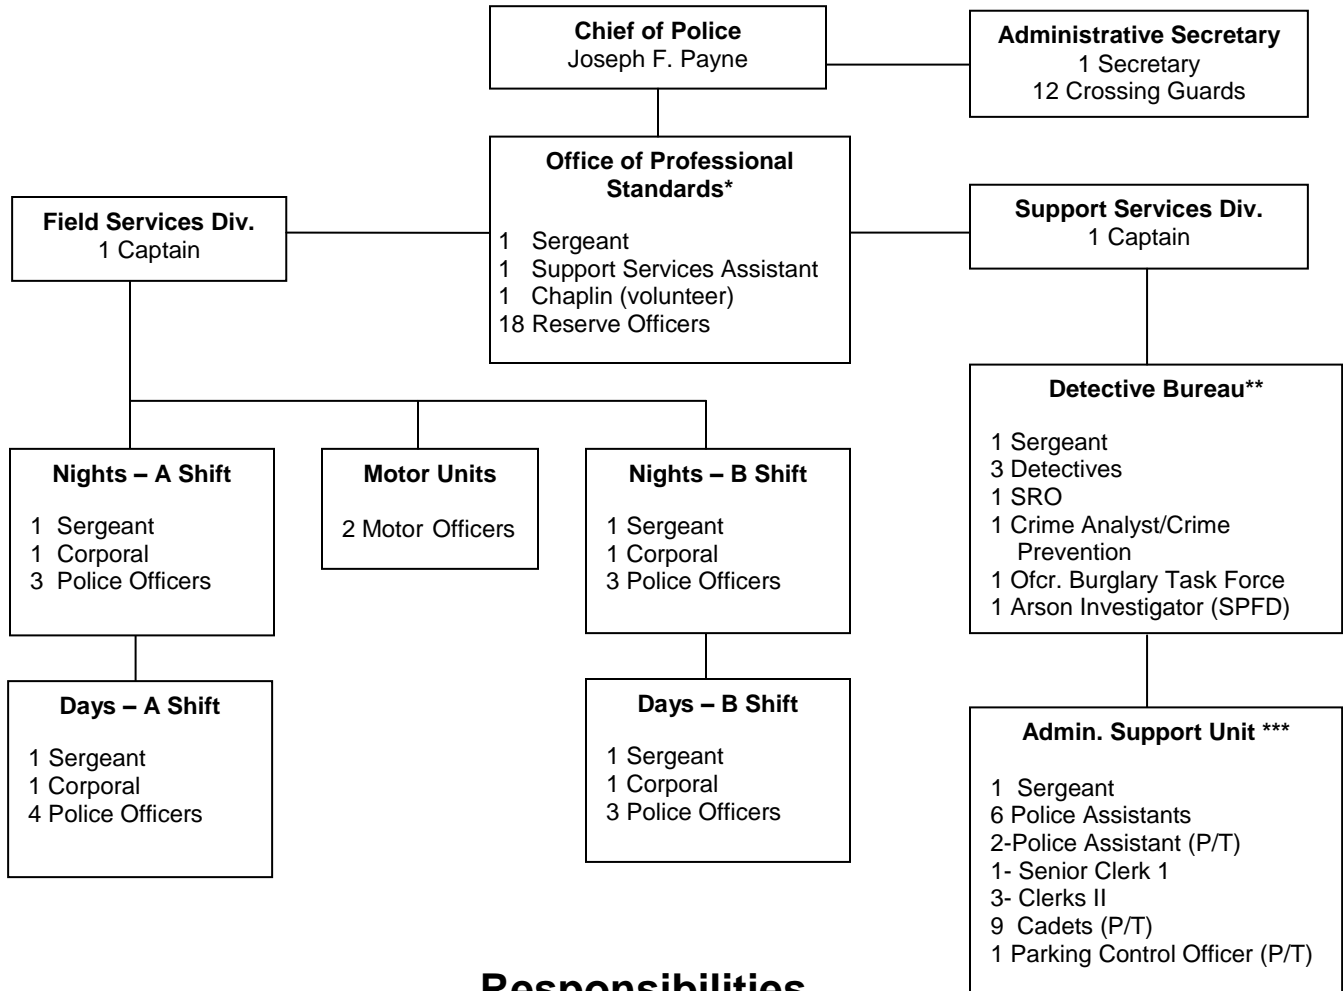 Chief of Police
Joseph F. Payne
Administrative Secretary
1 Secretary
12 Crossing Guards
Office of Professional
Standards*
1 Sergeant
1 Support Services Assistant
1 Chaplin (volunteer)
18 Reserve Officers
Field Services Div.
1 Captain
Support Services Div.
1 Captain
Detective Bureau**
1 Sergeant
3 Detectives
1 SRO
1 Crime Analyst/Crime
Prevention
1 Ofcr. Burglary Task Force
1 Arson Investigator (SPFD)
Nights – A Shift
1 Sergeant
1 Corporal
3 Police Officers
Motor Units
2 Motor Officers
Nights – B Shift
1 Sergeant
1 Corporal
3 Police Officers
Days – A Shift
1 Sergeant
1 Corporal
4 Police Officers
Days – B Shift
1 Sergeant
1 Corporal
3 Police Officers
Admin. Support Unit ***
1 Sergeant
6 Police Assistants
2-Police Assistant (P/T)
1- Senior Clerk 1
3- Clerks II
9 Cadets (P/T)
1 Parking Control Officer (P/T)
Responsibilities